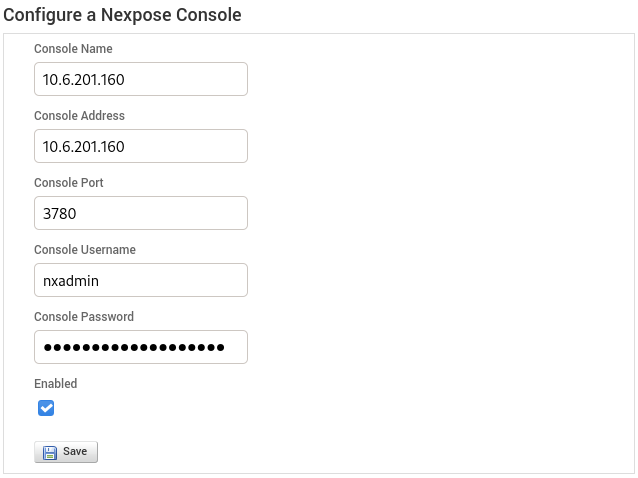 Configure a Nexpose Console
Console Name
10.6.201.160
Console Address
10.6.201.160
Console Port
3780
Console Username
nxadmin
Console Password
●●●●●●●●●●●●●●●●●●●
Enabled
Save